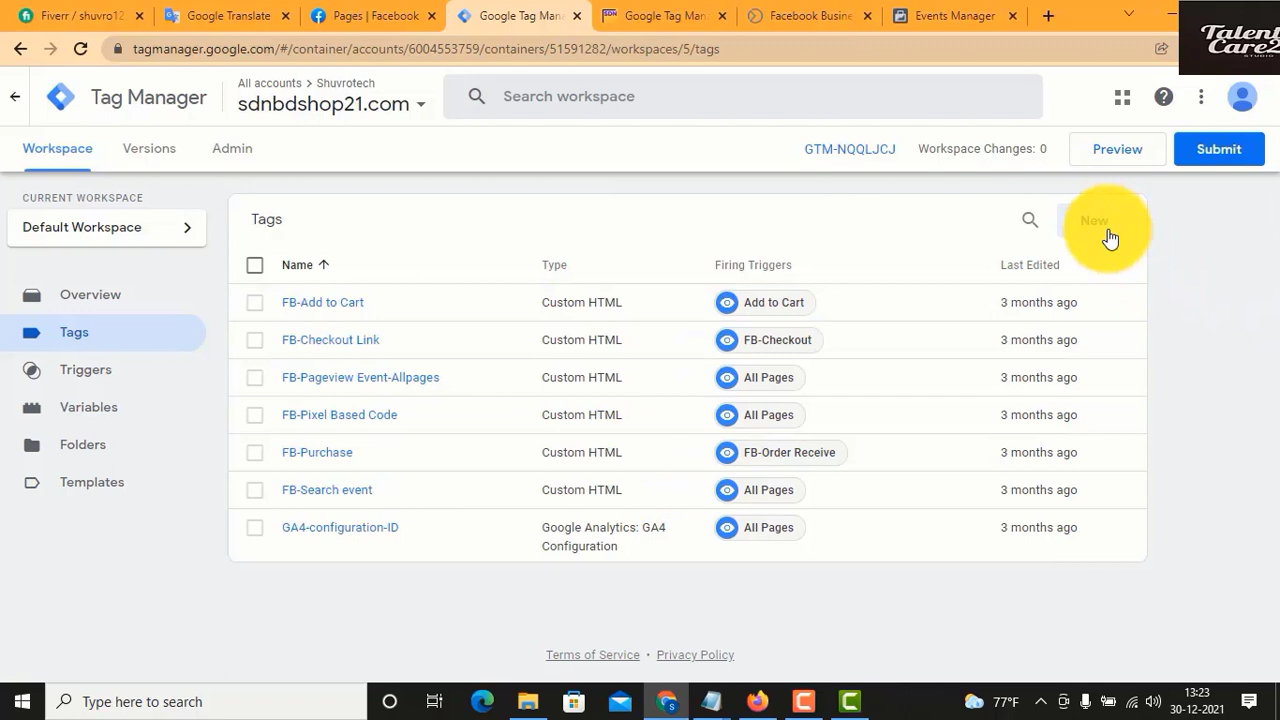 Fiverr / shuvro12
Google Translate
Pages | Facebook
Google Tag Man
Google Tag Man
Facebook Busine
Events Manager
tagmanager.google.com/#/container/accounts/6004553759/containers/51591282/workspaces/5/tags
Talent
Care2
STUDIO
Tag Manager
All accounts > Shuvrotech
sdnbdshop21.com
Search workspace
Workspace
Versions
Admin
GTM-NQQLJCJ
Workspace Changes: 0
Preview
Submit
CURRENT WORKSPACE
Default Workspace
Overview
Tags
Triggers
Variables
Folders
Templates
Tags
New
Name Type Firing Triggers Last Edited
FB-Add to Cart Custom HTML Add to Cart 3 months ago
FB-Checkout Link Custom HTML FB-Checkout 3 months ago
FB-Pageview Event-Allpages Custom HTML All Pages 3 months ago
FB-Pixel Based Code Custom HTML All Pages 3 months ago
FB-Purchase Custom HTML FB-Order Receive 3 months ago
FB-Search event Custom HTML All Pages 3 months ago
GA4-configuration-ID Google Analytics: GA4 All Pages 3 months ago
Configuration
Terms of Service • Privacy Policy
Type here to search
77°F
13:23
30-12-2021